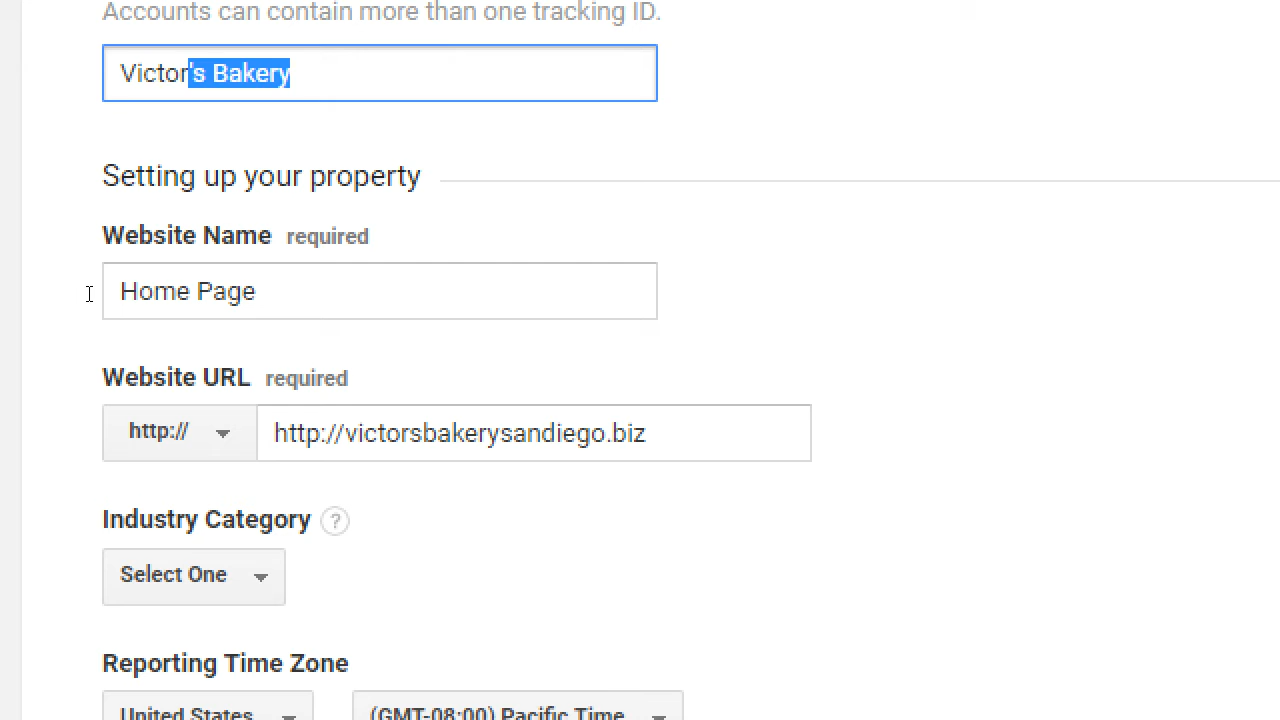 Accounts can contain more than one tracking ID.
Victor's Bakery
Setting up your property
Website Name required
Home Page
Website URL required
http:// http://victorsbakerysandiego.biz
Industry Category ?
Select One
Reporting Time Zone
United States (GMT-08:00) Pacific Time